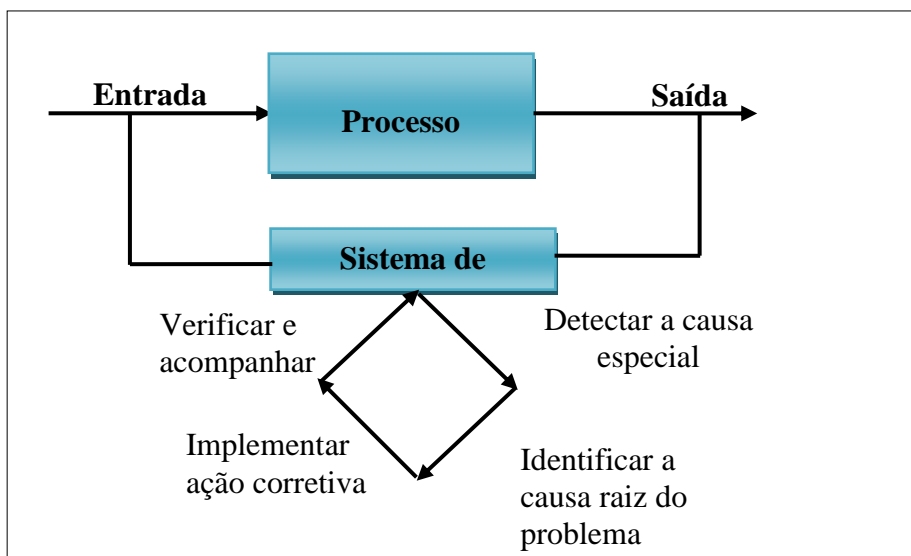 Entrada
Processo
Saída
Sistema de
Verificar e
acompanhar
Detectar a causa
especial
Implementar
ação corretiva
Identificar a
causa raiz do
problema